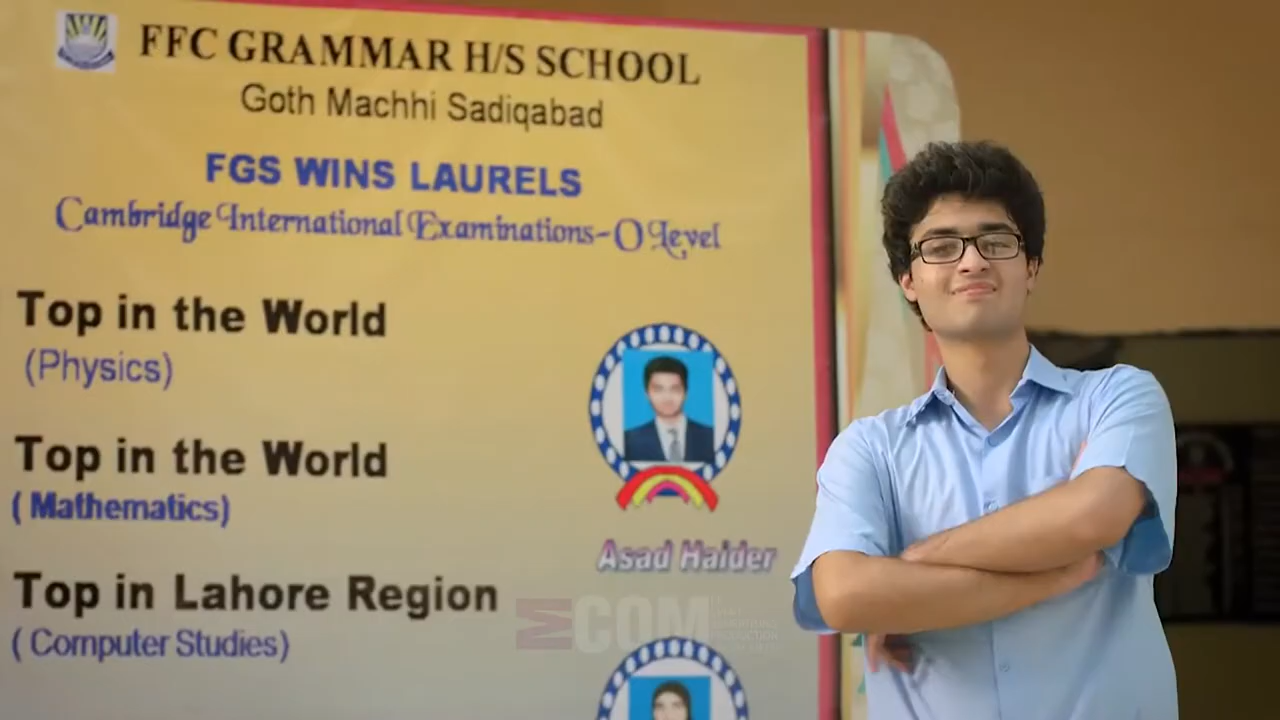 FFC GRAMMAR H/S SCHOOL
Goth Machhi Sadiqabad
FGS WINS LAURELS
Cambridge International Examinations-O Level
Top in the World
(Physics)
Top in the World
( Mathematics)
Asad Haider
Top in Lahore Region
( Computer Studies)
COM